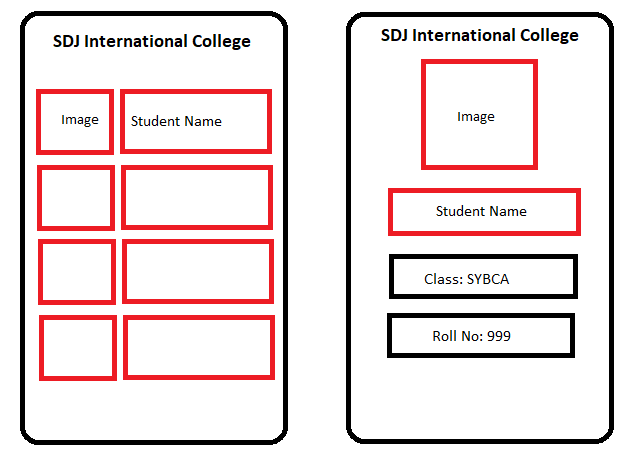 SDJ International College
Image
Student Name
SDJ International College
Image
Student Name
Class: SYBCA
Roll No: 999